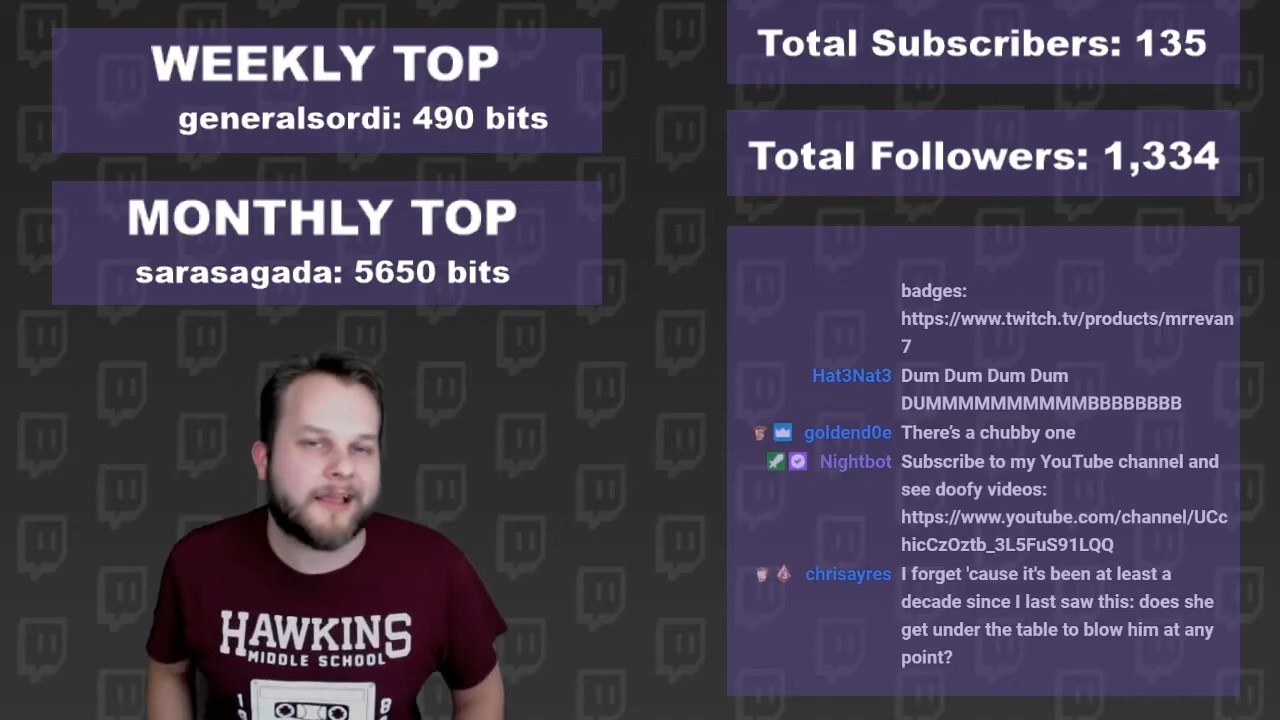 WEEKLY TOP
generalsordi: 490 bits
MONTHLY TOP
sarasagada: 5650 bits
Total Subscribers: 135
Total Followers: 1,334
badges:
https://www.twitch.tv/products/mrrevan
7
Hat3Nat3 Dum Dum Dum Dum
DUMMMMMMMMMMBBBBBBBB
goldend0e There's a chubby one
Nightbot Subscribe to my YouTube channel and
see doofy videos:
https://www.youtube.com/channel/UCc
hicCzOztb_3L5FuS91LQQ
chrisayres I forget 'cause it's been at least a
decade since I last saw this: does she
get under the table to blow him at any
point?
HAWKINS
MIDDLE SCHOOL
1 8